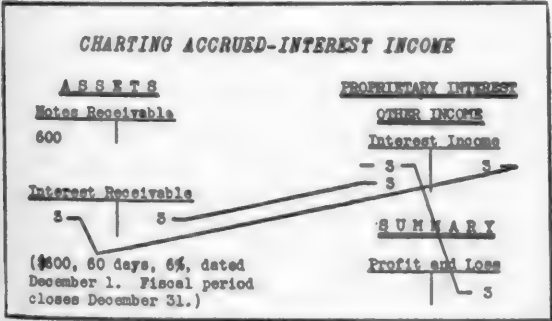 CHARTING ACCRUED-INTEREST INCOME
ASSETS
Notes Receivable
600
Interest Receivable
3 3
($600, 60 days, 6%, dated
December 1. Fiscal period
closes December 31.)
PROPRIETARY INTEREST
OTHER INCOME
Interest Income
3 3
3
SUMMARY
Profit and Loss
3